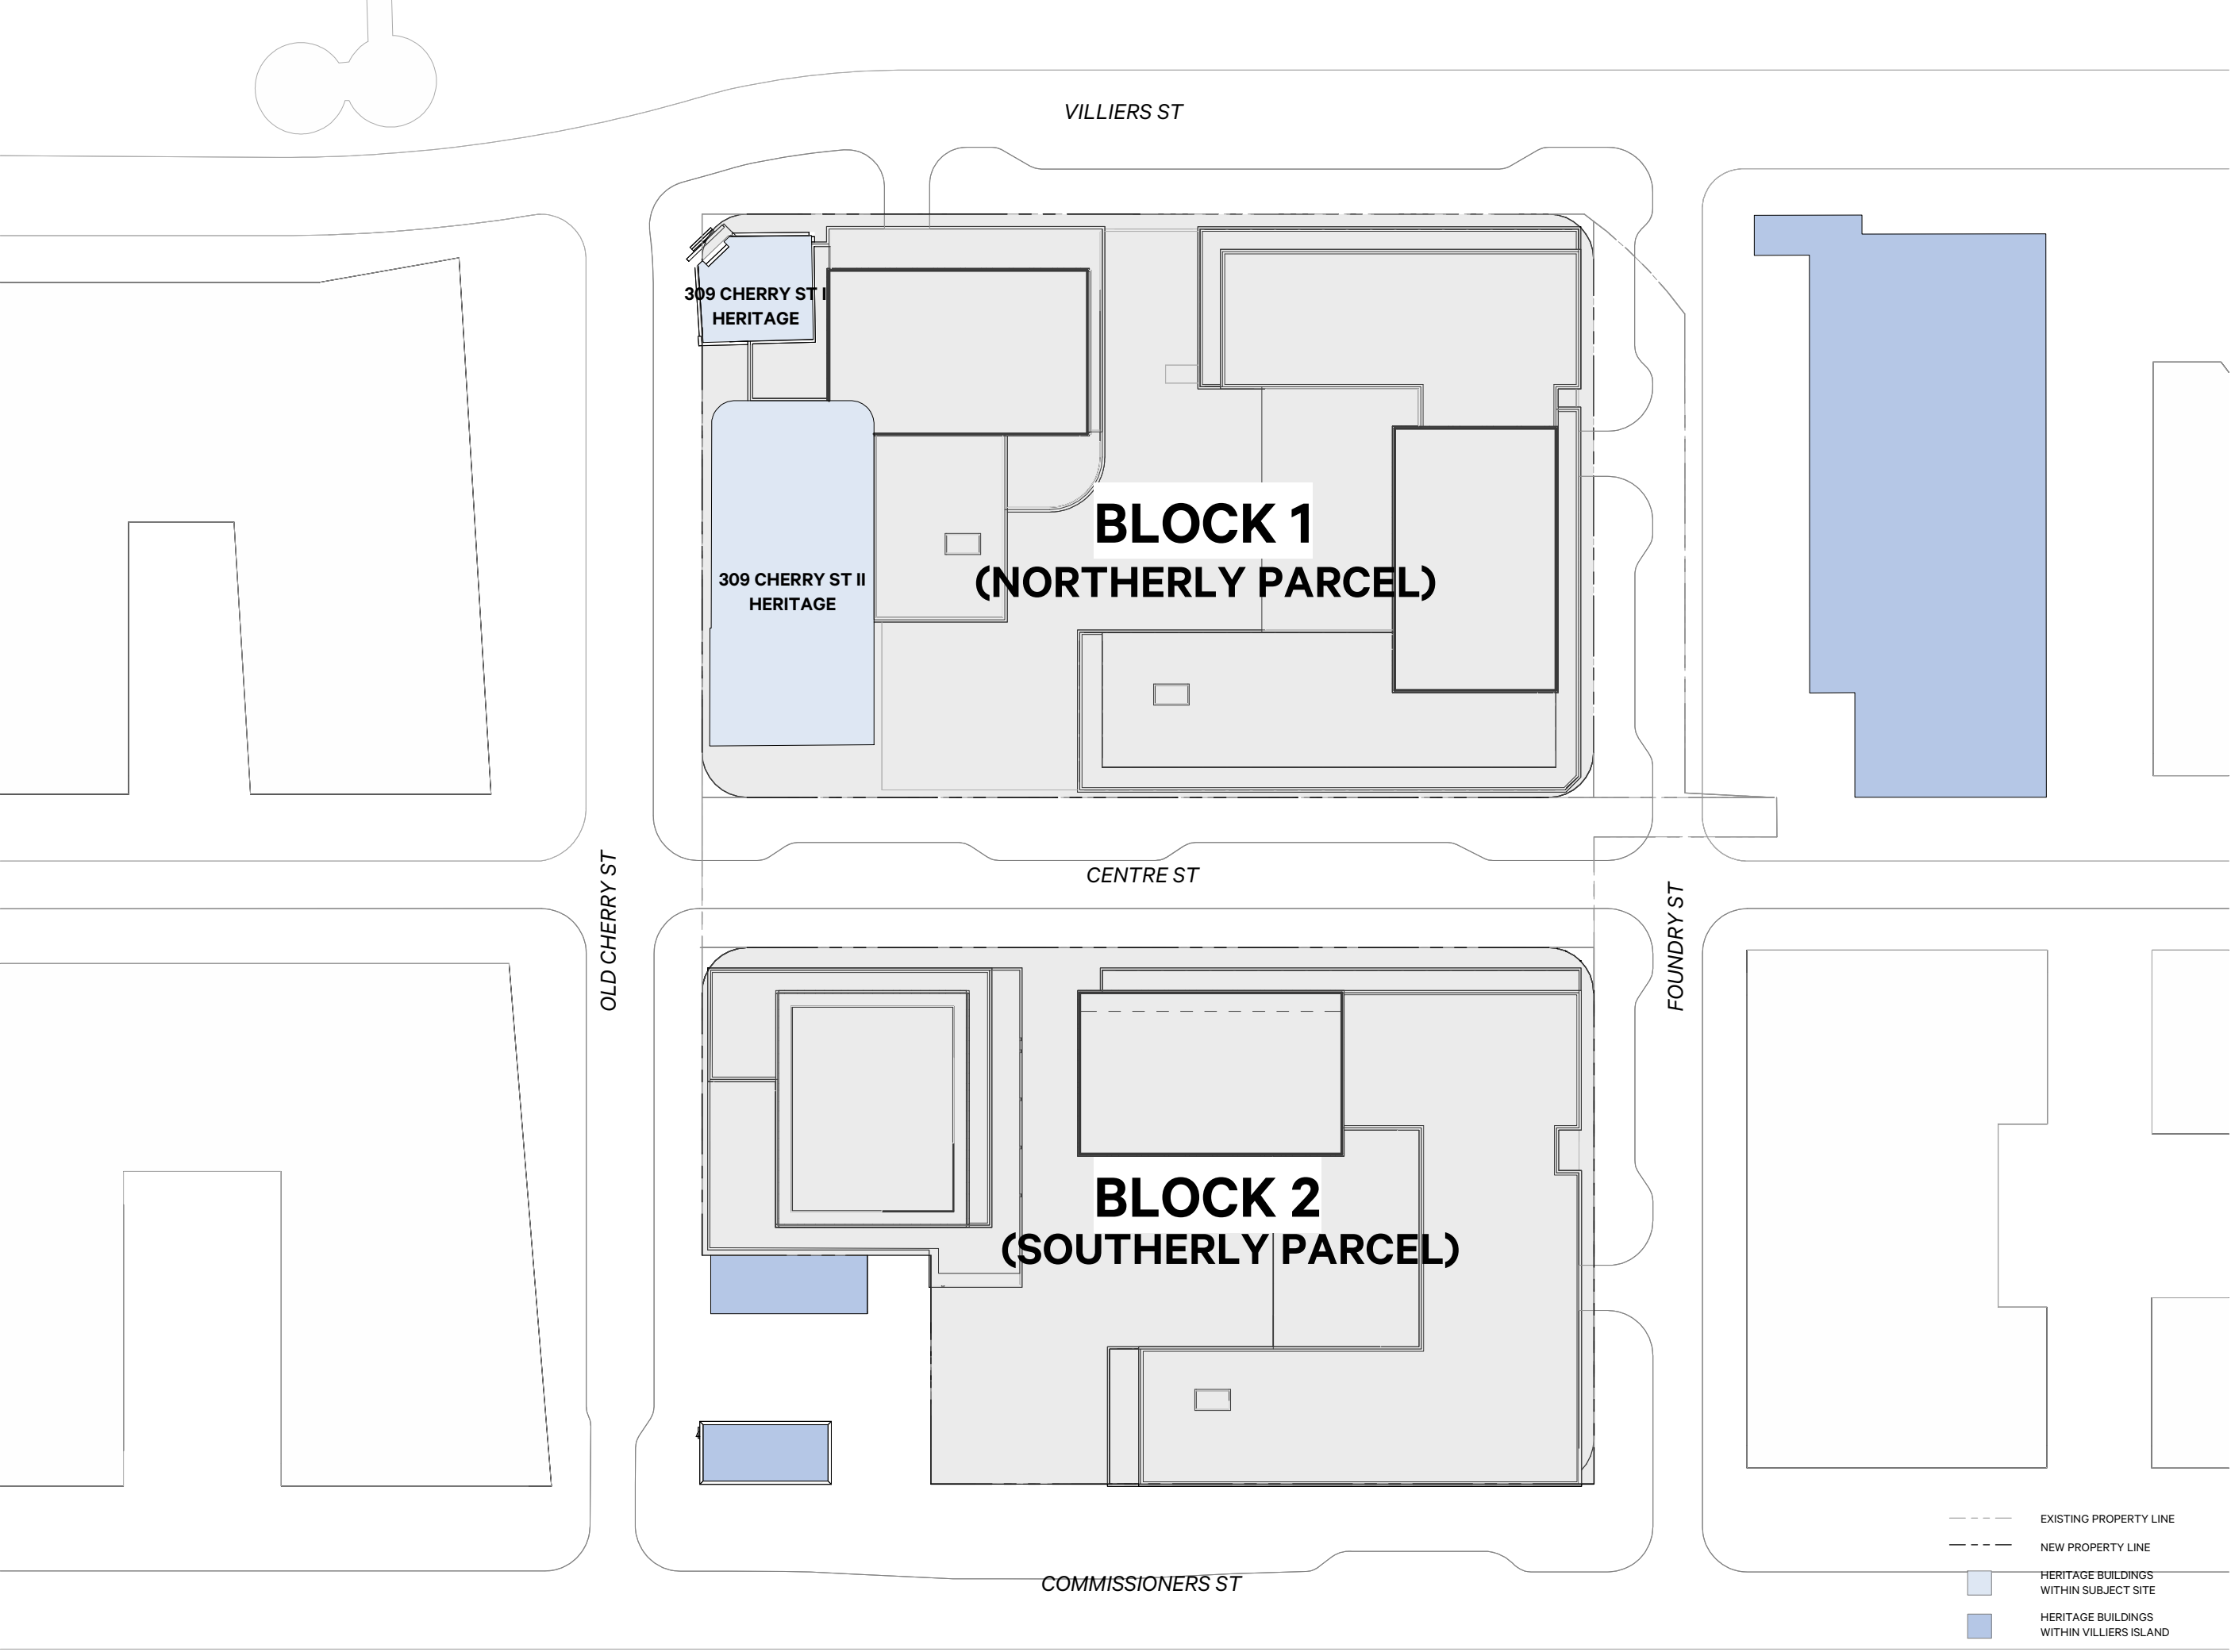 VILLIERS ST
309 CHERRY ST I
HERITAGE
BLOCK 1
(NORTHERLY PARCEL)
309 CHERRY ST II
HERITAGE
OLD CHERRY ST
CENTRE ST
FOUNDRY ST
BLOCK 2
(SOUTHERLY PARCEL)
COMMISSIONERS ST
EXISTING PROPERTY LINE
NEW PROPERTY LINE
HERITAGE BUILDINGS
WITHIN SUBJECT SITE
HERITAGE BUILDINGS
WITHIN VILLIERS ISLAND